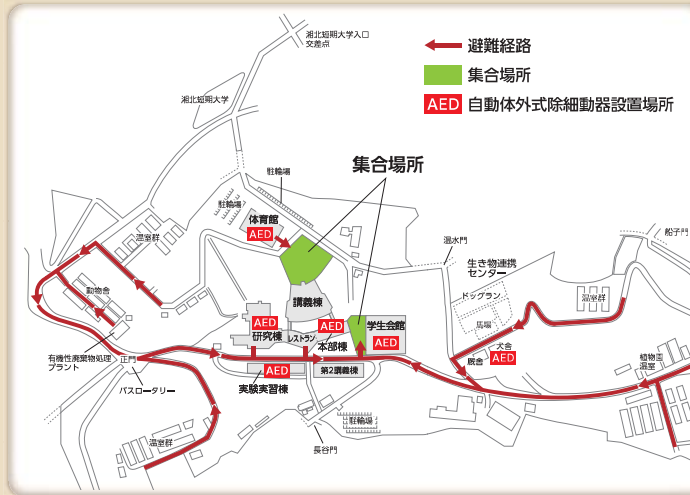 湘北短期大学入口
交差点
避難経路
集合場所
AED 自動体外式除細動器設置場所
湘北短期大学
集合場所
駐輪場
駐輪場
体育館
AED
温室群
温水門
船子門
生き物連携
センター
ドッグラン
温室群
馬場
動物舎
講義棟
AED
研究棟
レストラン
AED
本部棟
学生会館
AED
犬舎
AED
厩舎
有機性廃棄物処理
プラント
正門
バスロータリー
AED
実験実習棟
第2講義棟
植物園
温室
温室群
駐輪場
長谷門